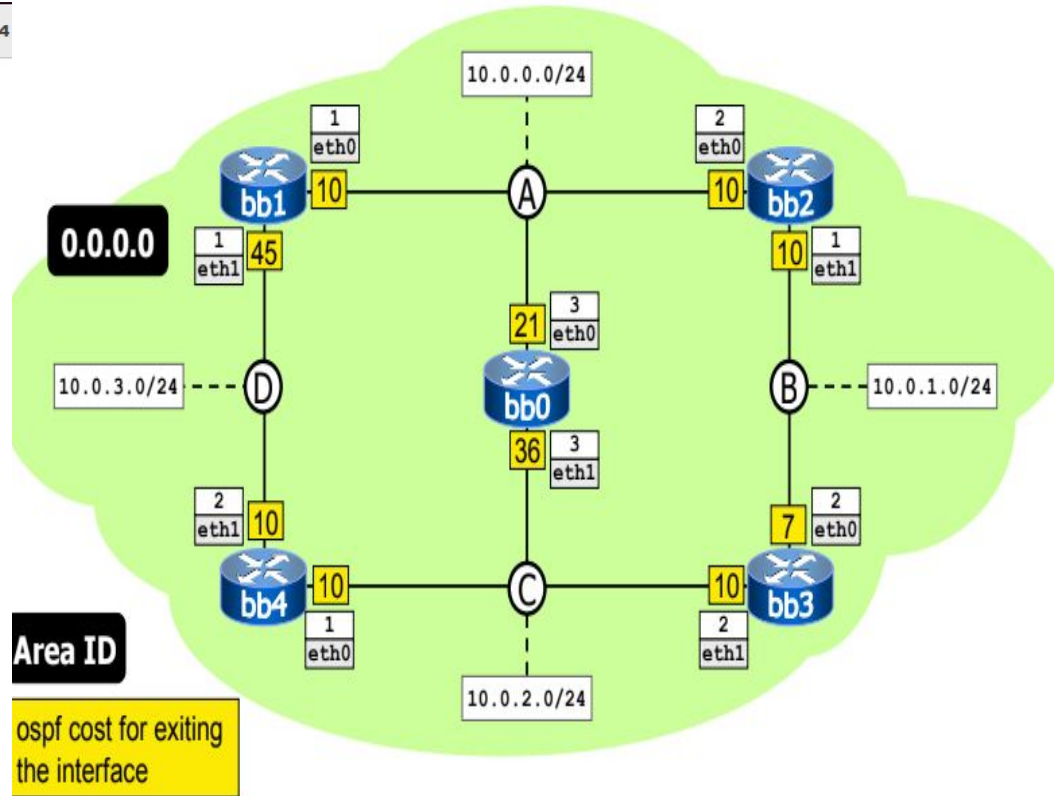 4
10.0.0.0/24
1
eth0
2
eth0
bb1
10
A
10
bb2
0.0.0.0
1
eth1
45
10
1
eth1
21
3
eth0
10.0.3.0/24
D
bb0
B
10.0.1.0/24
36
3
eth1
2
eth1
10
7
2
eth0
bb4
10
C
10
bb3
1
eth0
2
eth1
Area ID
10.0.2.0/24
ospf cost for exiting
the interface